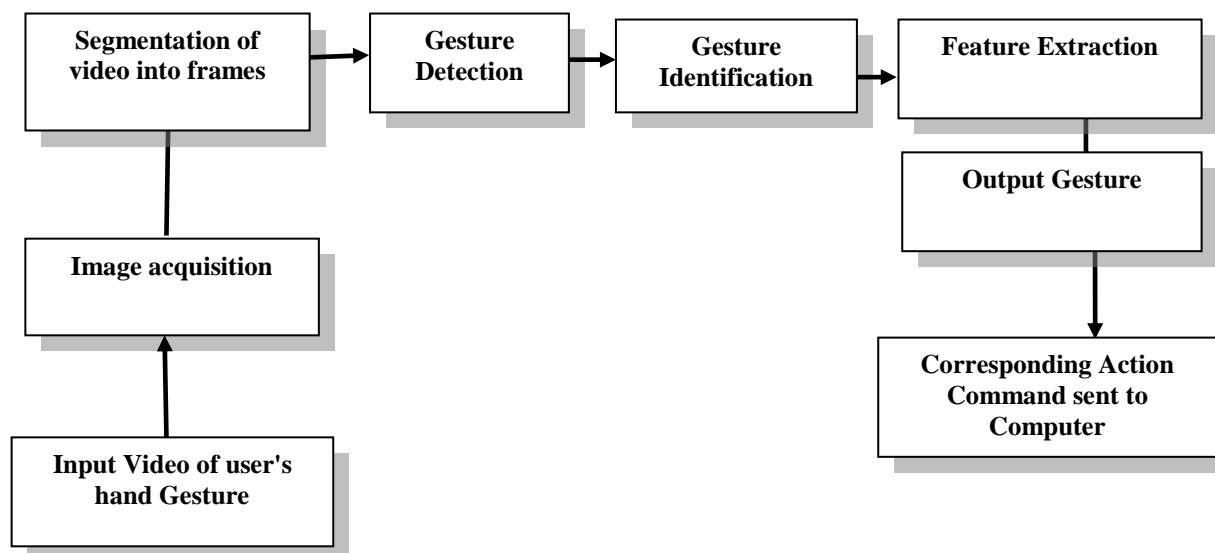 Segmentation of
video into frames
Gesture
Detection
Gesture
Identification
Feature Extraction
Output Gesture
Image acquisition
Corresponding Action
Command sent to
Computer
Input Video of user's
hand Gesture